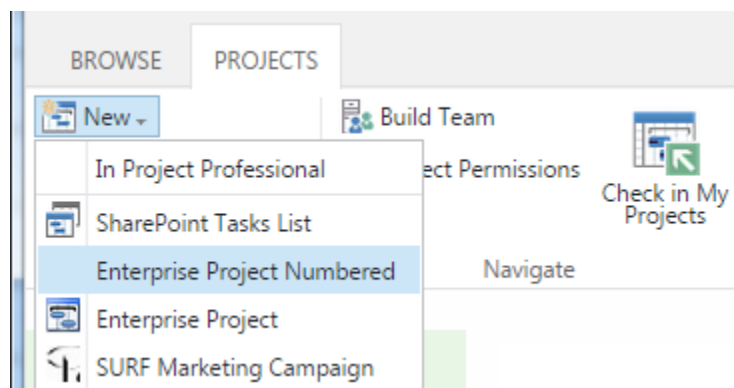 BROWSE PROJECTS
New
Build Team
In Project Professional
ect Permissions
Check in My
Projects
SharePoint Tasks List
Enterprise Project Numbered
Navigate
Enterprise Project
SURF Marketing Campaign